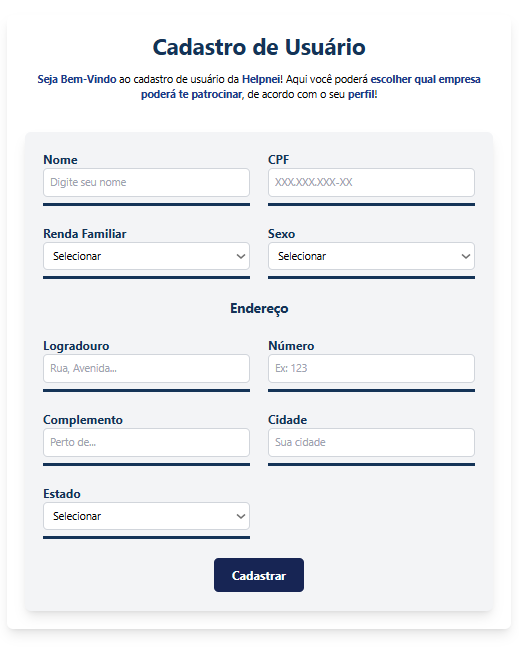 Cadastro de Usuário
Seja Bem-Vindo ao cadastro de usuário da Helpnei! Aqui você poderá escolher qual empresa
poderá te patrocinar, de acordo com o seu perfil!
Nome
Digite seu nome
CPF
XXX.XXX.XXX-XX
Renda Familiar
Selecionar
Sexo
Selecionar
Endereço
Logradouro
Rua, Avenida...
Número
Ex: 123
Complemento
Perto de...
Cidade
Sua cidade
Estado
Selecionar
Cadastrar